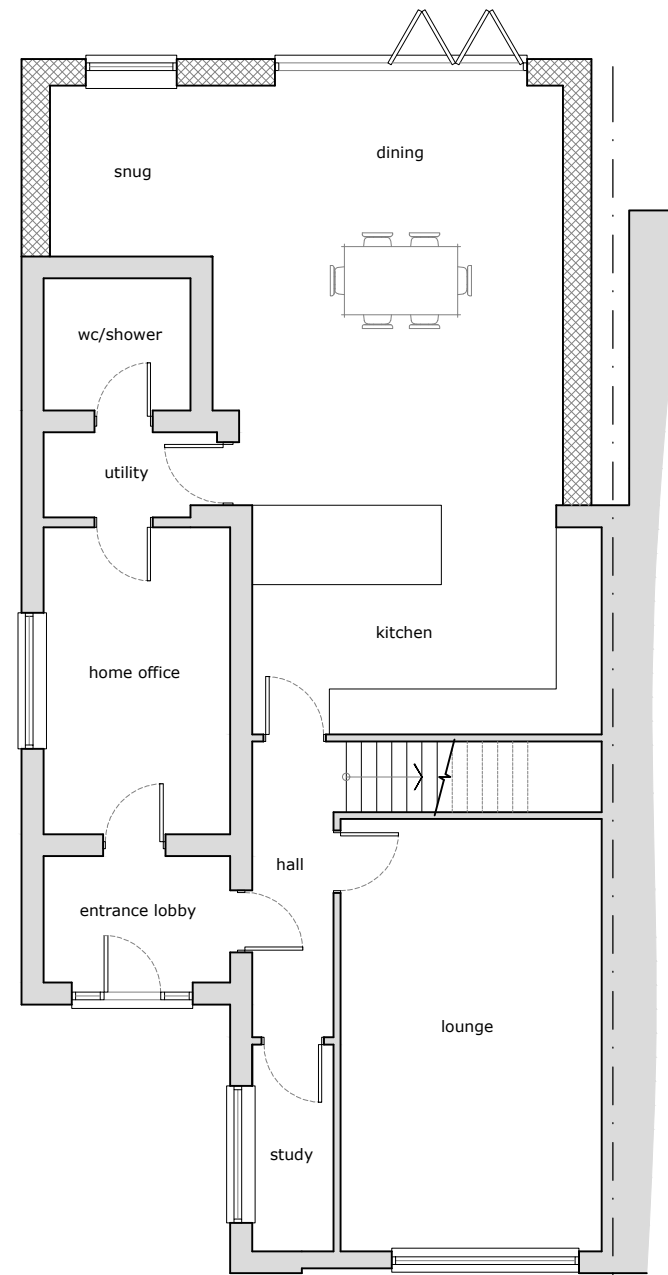 dining
snug
wc/shower
utility
kitchen
home office
hall
entrance lobby
lounge
study